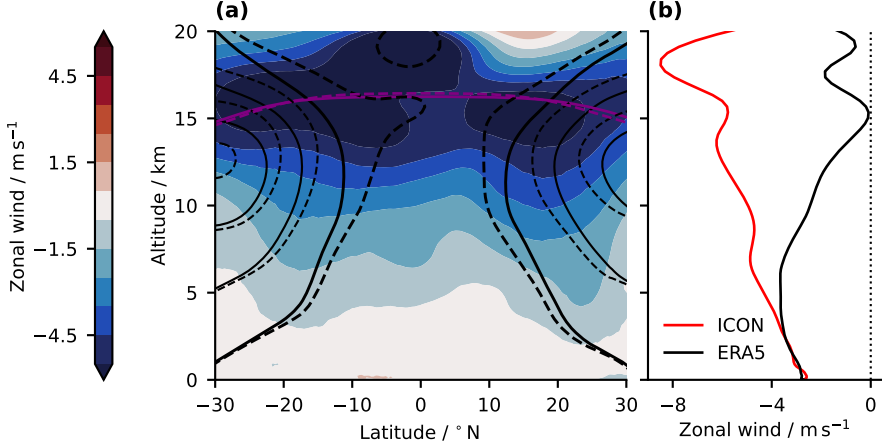 (a)
(b)
4.5
1.5
−1.5
−4.5
Zonal wind / m s⁻¹
20
15
10
5
0
Altitude / km
−30
−20
−10
0
10
20
30
Latitude / °N
ICON
ERA5
−8
−4
0
Zonal wind / m s⁻¹